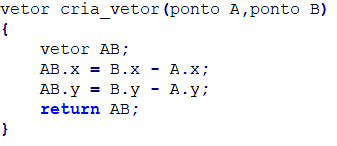 vetor cria_vetor(ponto A,ponto B)
{
    vetor AB;
    AB.x = B.x - A.x;
    AB.y = B.y - A.y;
    return AB;
}